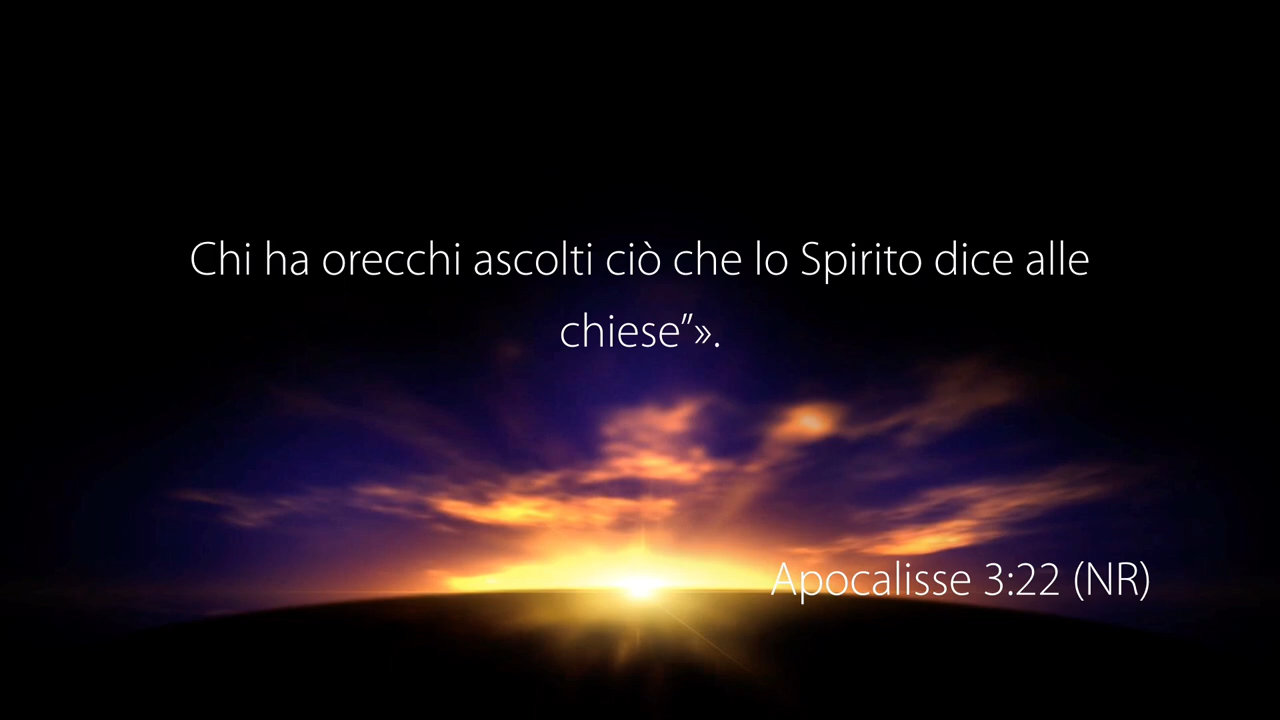 Chi ha orecchi ascolti ciò che lo Spirito dice alle
chiese”».
Apocalisse 3:22 (NR)